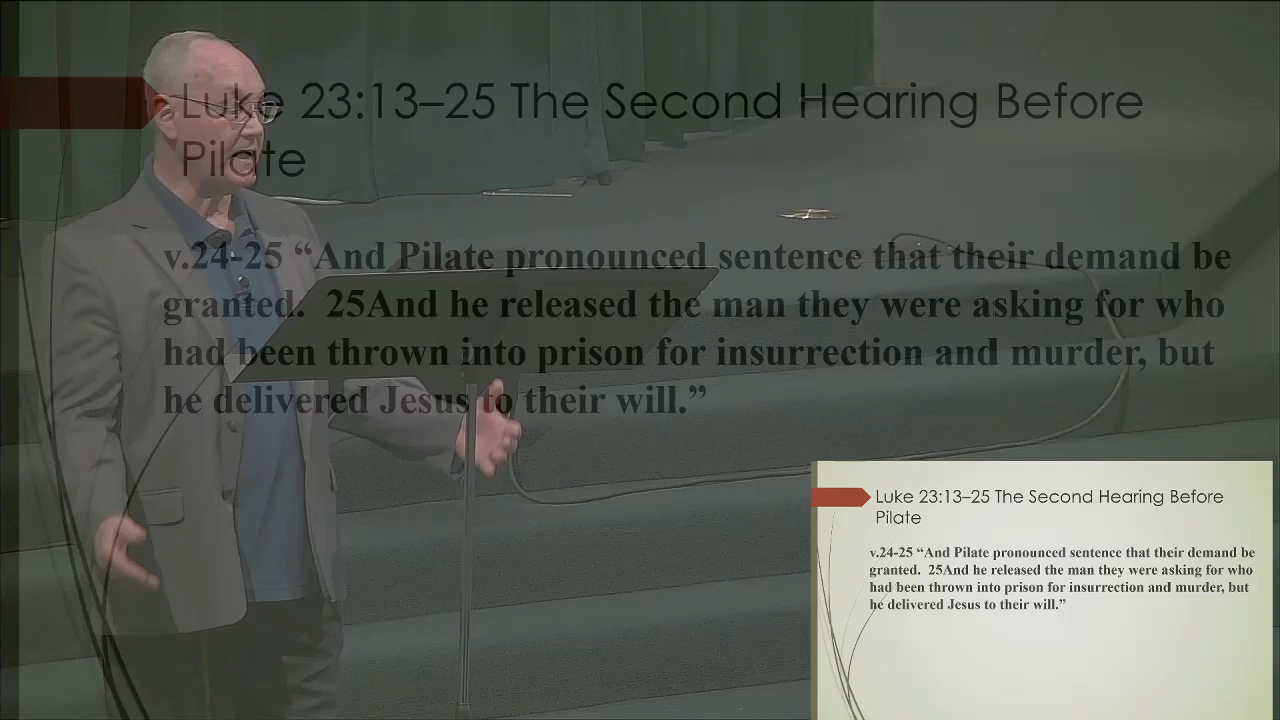 Luke 23:13–25 The Second Hearing Before
Pilate
v.24-25 “And Pilate pronounced sentence that their demand be
granted.  25And he released the man they were asking for who
had been thrown into prison for insurrection and murder, but
he delivered Jesus to their will.”
Luke 23:13–25 The Second Hearing Before
Pilate
v.24-25 “And Pilate pronounced sentence that their demand be
granted.  25And he released the man they were asking for who
had been thrown into prison for insurrection and murder, but
he delivered Jesus to their will.”